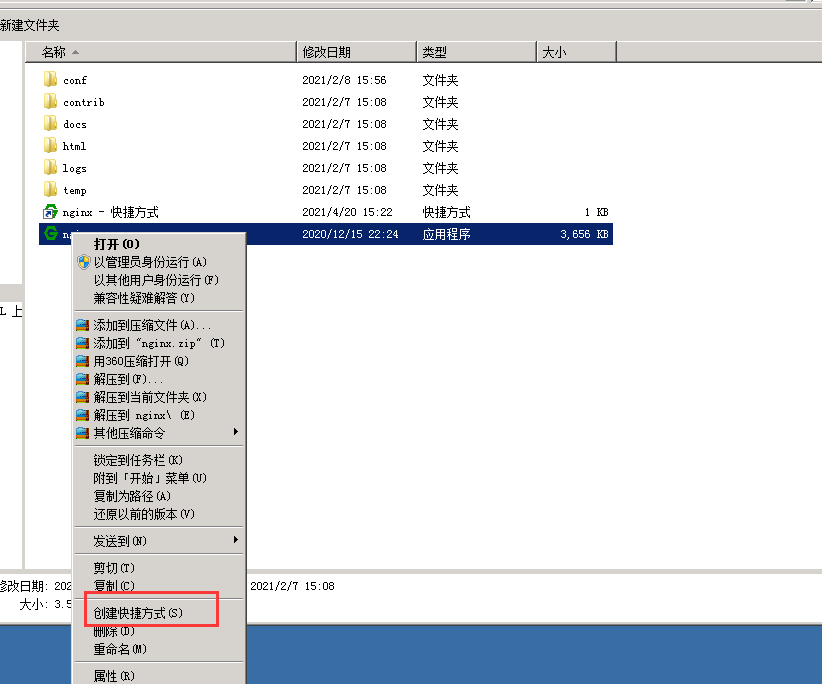 新建文件夹
名称 修改日期 类型 大小
conf 2021/2/8 15:56 文件夹
contrib 2021/2/7 15:08 文件夹
docs 2021/2/7 15:08 文件夹
html 2021/2/7 15:08 文件夹
logs 2021/2/7 15:08 文件夹
temp 2021/2/7 15:08 文件夹
nginx - 快捷方式 2021/4/20 15:22 快捷方式 1 KB
2020/12/15 22:24 应用程序 3,656 KB
打开(O)
以管理员身份运行(A)
以其他用户身份运行(F)
兼容性疑难解答(Y)
上
添加到压缩文件(A)...
添加到 "nginx.zip" (T)
用360压缩打开(Q)
解压到(F)...
解压到当前文件夹(X)
解压到 nginx\ (E)
其他压缩命令
锁定到任务栏(K)
附到「开始」菜单(U)
复制为路径(A)
还原以前的版本(V)
发送到(N)
剪切(T)
修改日期: 202 复制(C) 2021/2/7 15:08
大小: 3.5 创建快捷方式(S)
删除(D)
重命名(M)
属性(R)